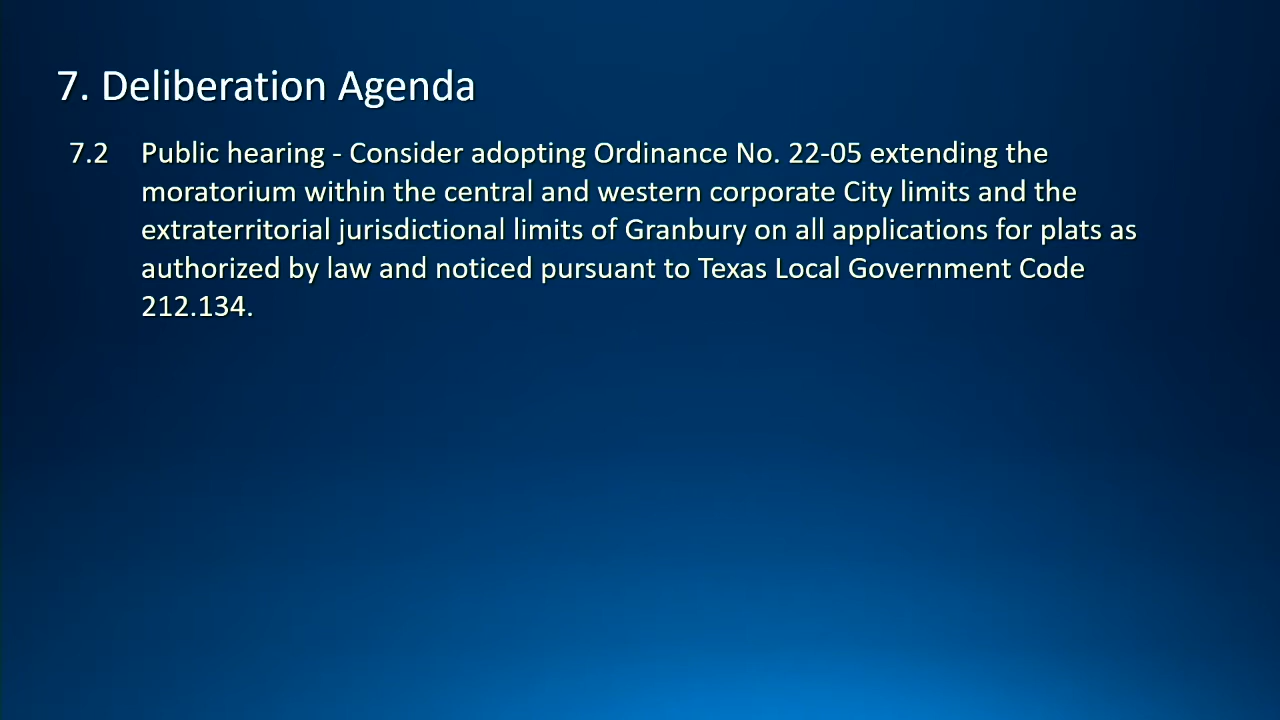 7. Deliberation Agenda
7.2 Public hearing - Consider adopting Ordinance No. 22-05 extending the
moratorium within the central and western corporate City limits and the
extraterritorial jurisdictional limits of Granbury on all applications for plats as
authorized by law and noticed pursuant to Texas Local Government Code
212.134.